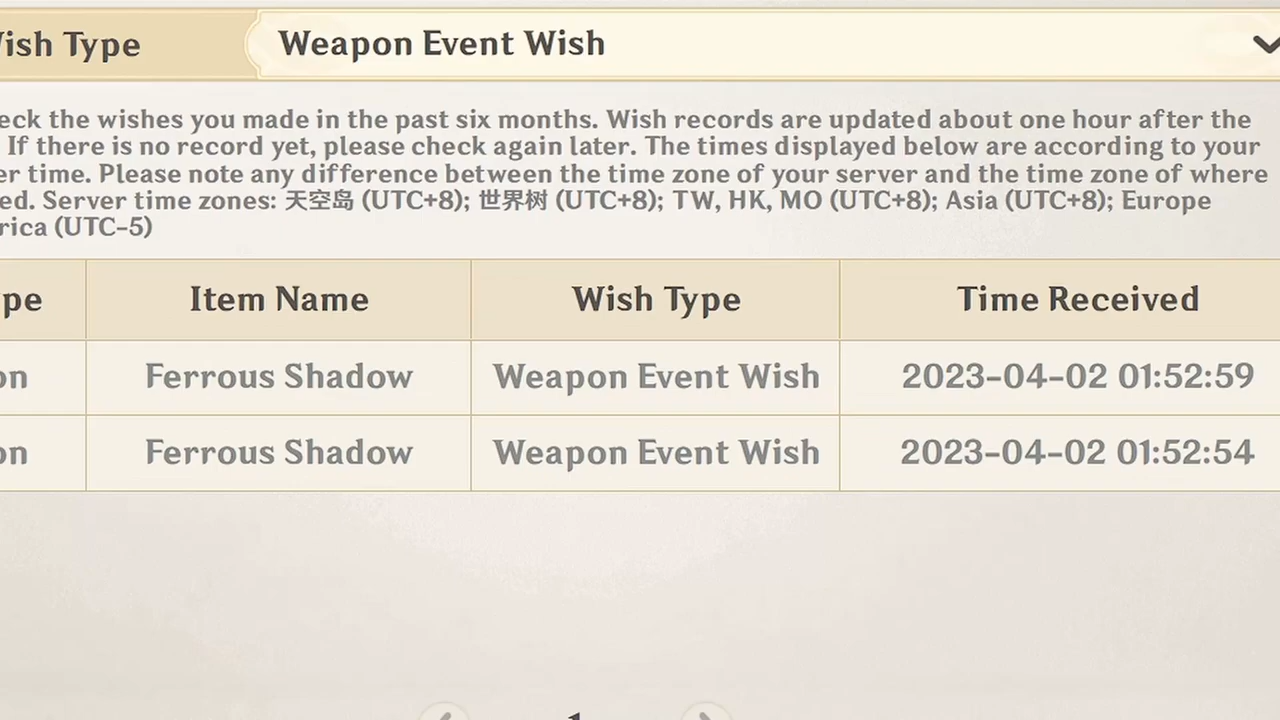 Wish Type
Weapon Event Wish
eck the wishes you made in the past six months. Wish records are updated about one hour after the
If there is no record yet, please check again later. The times displayed below are according to your
er time. Please note any difference between the time zone of your server and the time zone of where
ed. Server time zones: 天空岛 (UTC+8); 世界树 (UTC+8); TW, HK, MO (UTC+8); Asia (UTC+8); Europe
rica (UTC-5)
pe Item Name Wish Type Time Received
on Ferrous Shadow Weapon Event Wish 2023-04-02 01:52:59
on Ferrous Shadow Weapon Event Wish 2023-04-02 01:52:54
1